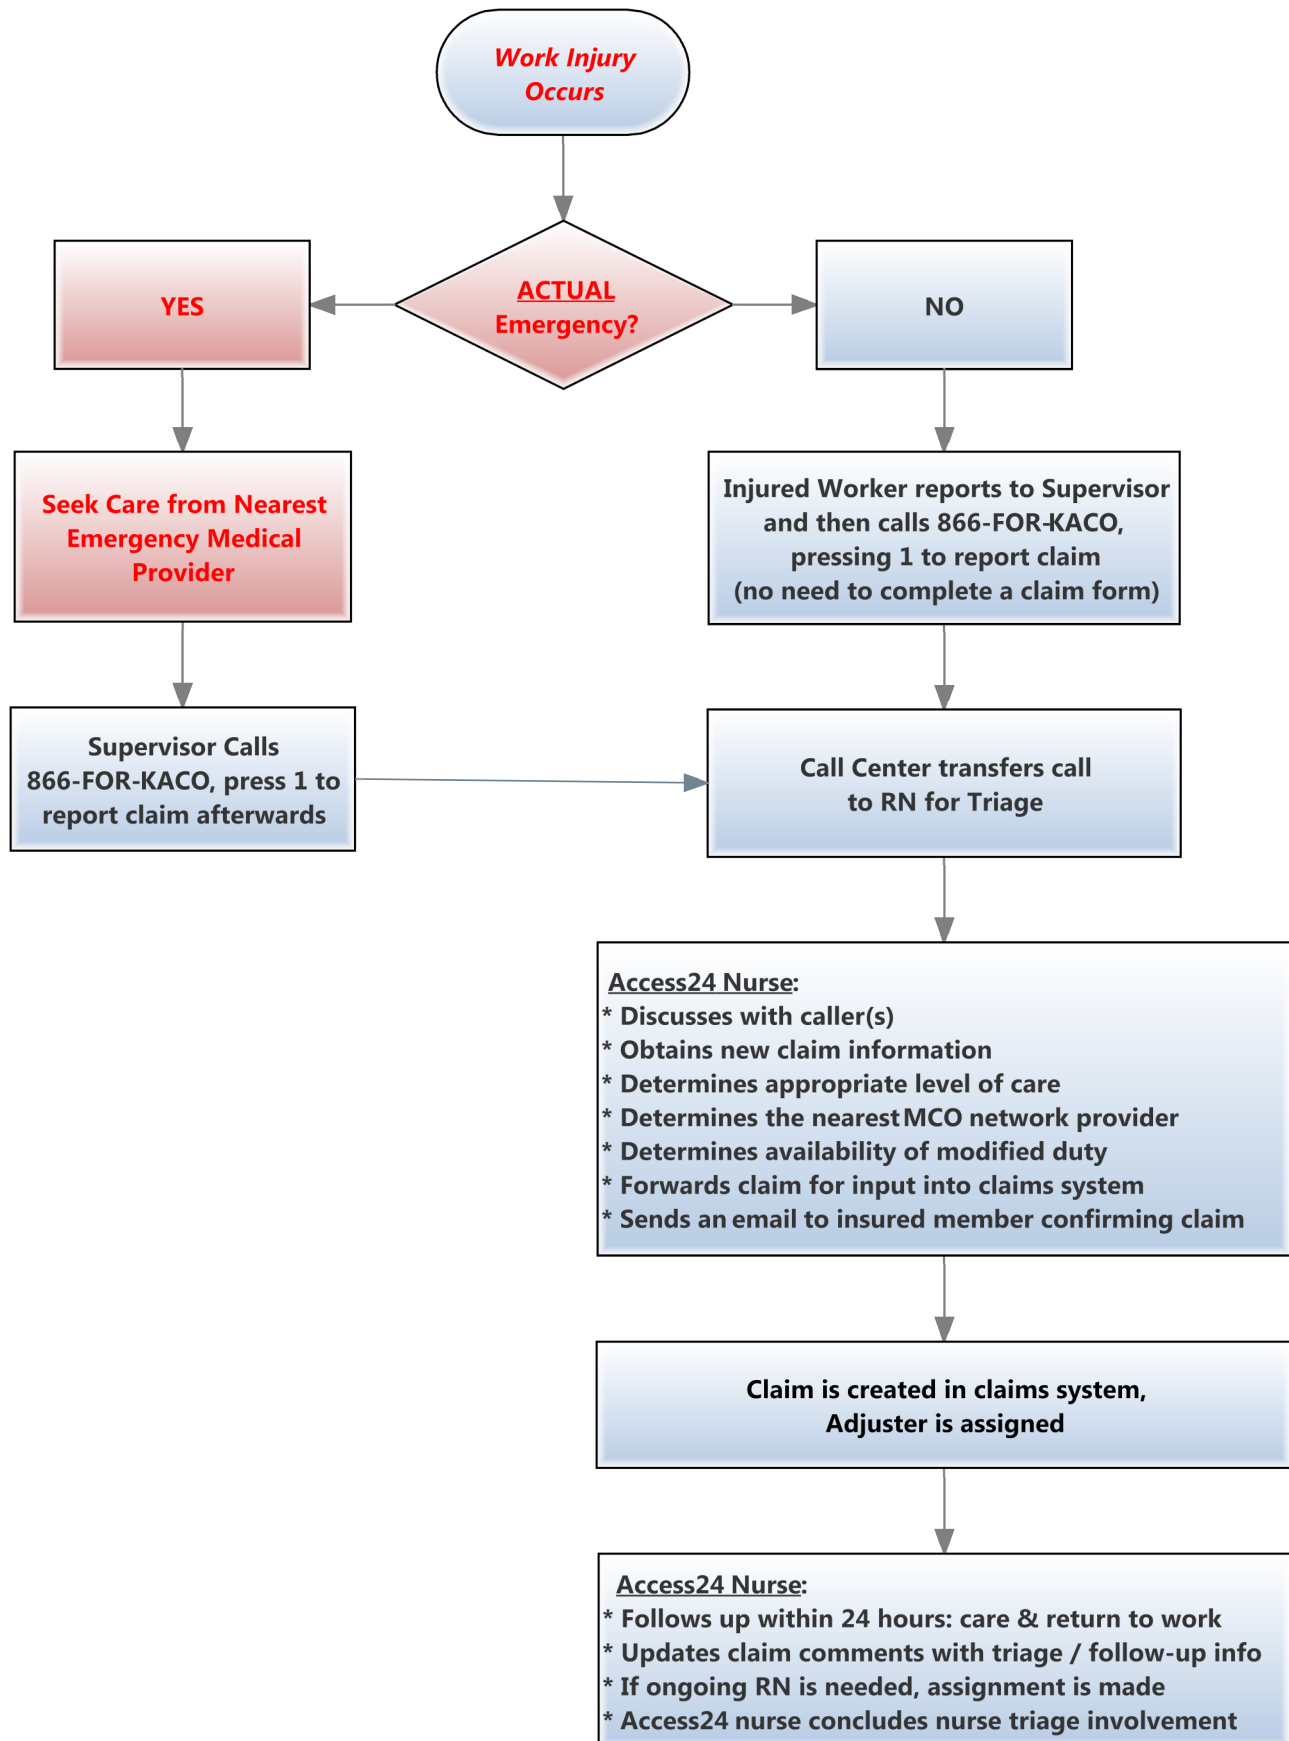 Work Injury
Occurs
ACTUAL
Emergency?
YES
NO
Seek Care from Nearest
Emergency Medical
Provider
Injured Worker reports to Supervisor
and then calls 866-FOR-KACO,
pressing 1 to report claim
(no need to complete a claim form)
Supervisor Calls
866-FOR-KACO, press 1 to
report claim afterwards
Call Center transfers call
to RN for Triage
Access24 Nurse:
* Discusses with caller(s)
* Obtains new claim information
* Determines appropriate level of care
* Determines the nearest MCO network provider
* Determines availability of modified duty
* Forwards claim for input into claims system
* Sends an email to insured member confirming claim
Claim is created in claims system,
Adjuster is assigned
Access24 Nurse:
* Follows up within 24 hours: care & return to work
* Updates claim comments with triage / follow-up info
* If ongoing RN is needed, assignment is made
* Access24 nurse concludes nurse triage involvement